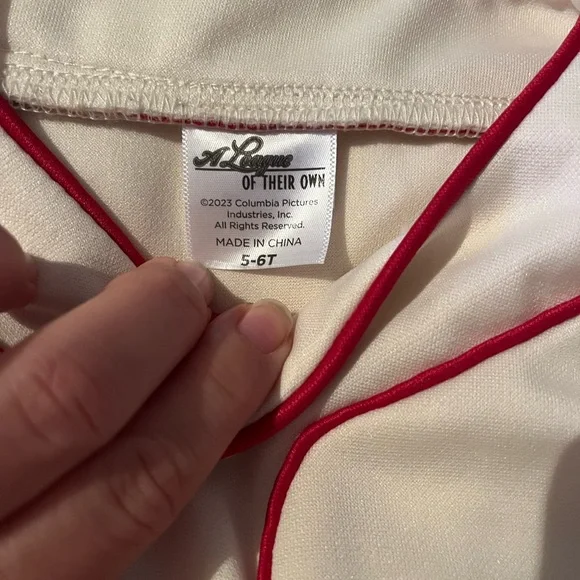 A League
OF THEIR OWN
©2023 Columbia Pictures
Industries, Inc.
All Rights Reserved.
MADE IN CHINA
5-6T